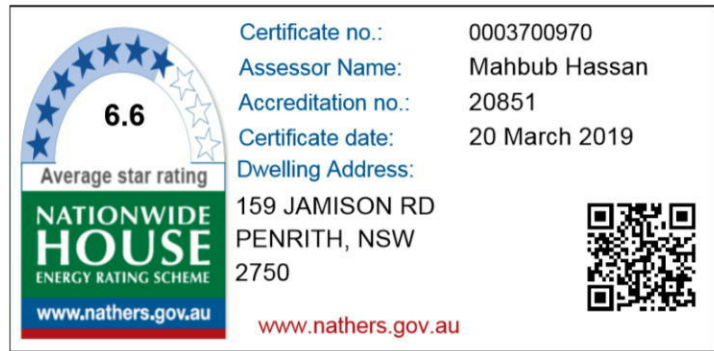 6.6
Average star rating
NATIONWIDE
HOUSE
ENERGY RATING SCHEME
www.nathers.gov.au
Certificate no.: 0003700970
Assessor Name: Mahbub Hassan
Accreditation no.: 20851
Certificate date: 20 March 2019
Dwelling Address:
159 JAMISON RD
PENRITH, NSW
2750
www.nathers.gov.au